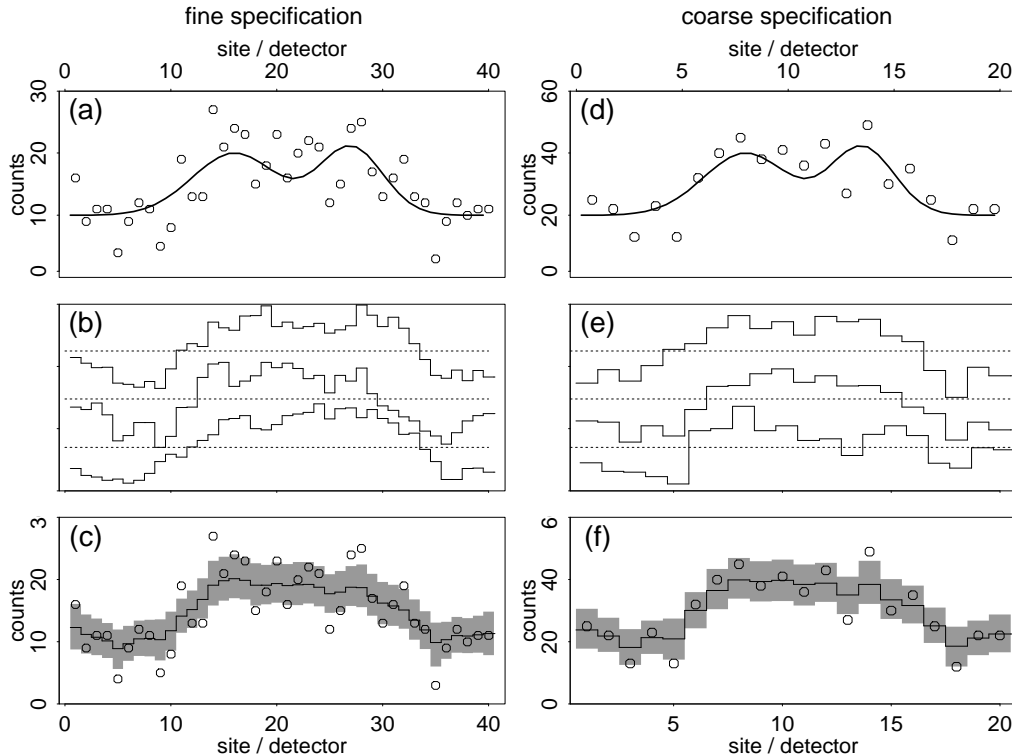 fine specification
coarse specification
site / detector
site / detector
0 10 20 30 40
0 5 10 15 20
(a)
counts
30
20
10
0
(d)
counts
60
40
20
0
(b)
(e)
(c)
counts
3
20
10
0
(f)
counts
6
40
20
0
0 10 20 30 40
5 10 15 20
site / detector
site / detector